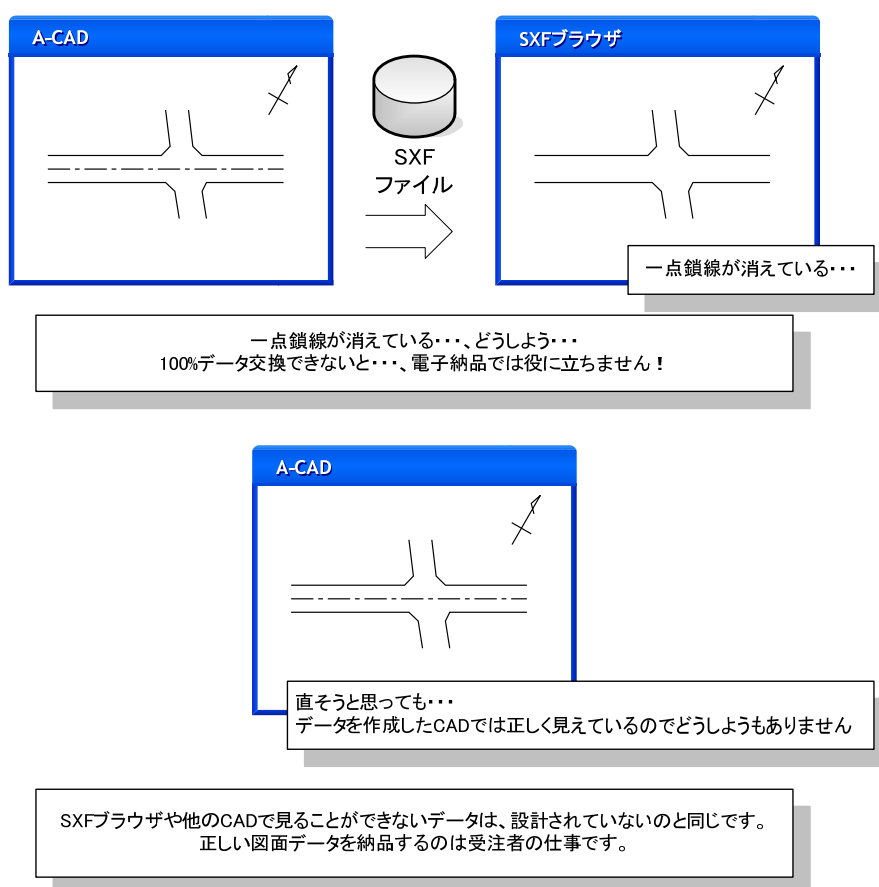 A-CAD
SXFブラウザ
SXF
ファイル
一点鎖線が消えている・・・
一点鎖線が消えている・・・、どうしよう・・・
100%データ交換できないと・・・、電子納品では役に立ちません！
A-CAD
直そうと思っても・・・
データを作成したCADでは正しく見えているのでどうしようもありません
SXFブラウザや他のCADで見ることができないデータは、設計されていないのと同じです。
正しい図面データを納品するのは受注者の仕事です。